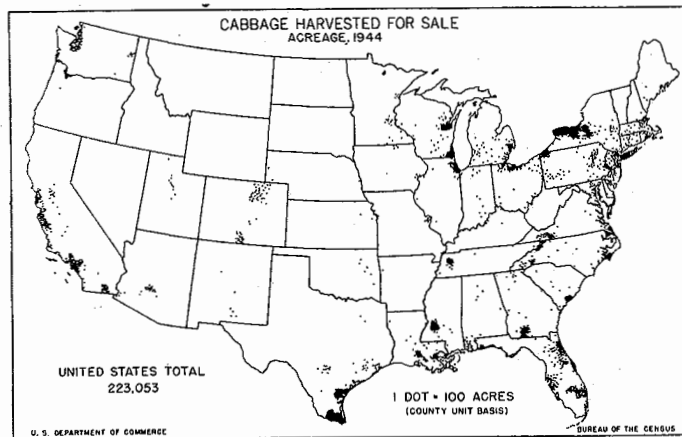 CABBAGE HARVESTED FOR SALE
ACREAGE, 1944
UNITED STATES TOTAL
223,053
1 DOT = 100 ACRES
(COUNTY UNIT BASIS)
U. S. DEPARTMENT OF COMMERCE
BUREAU OF THE CENSUS